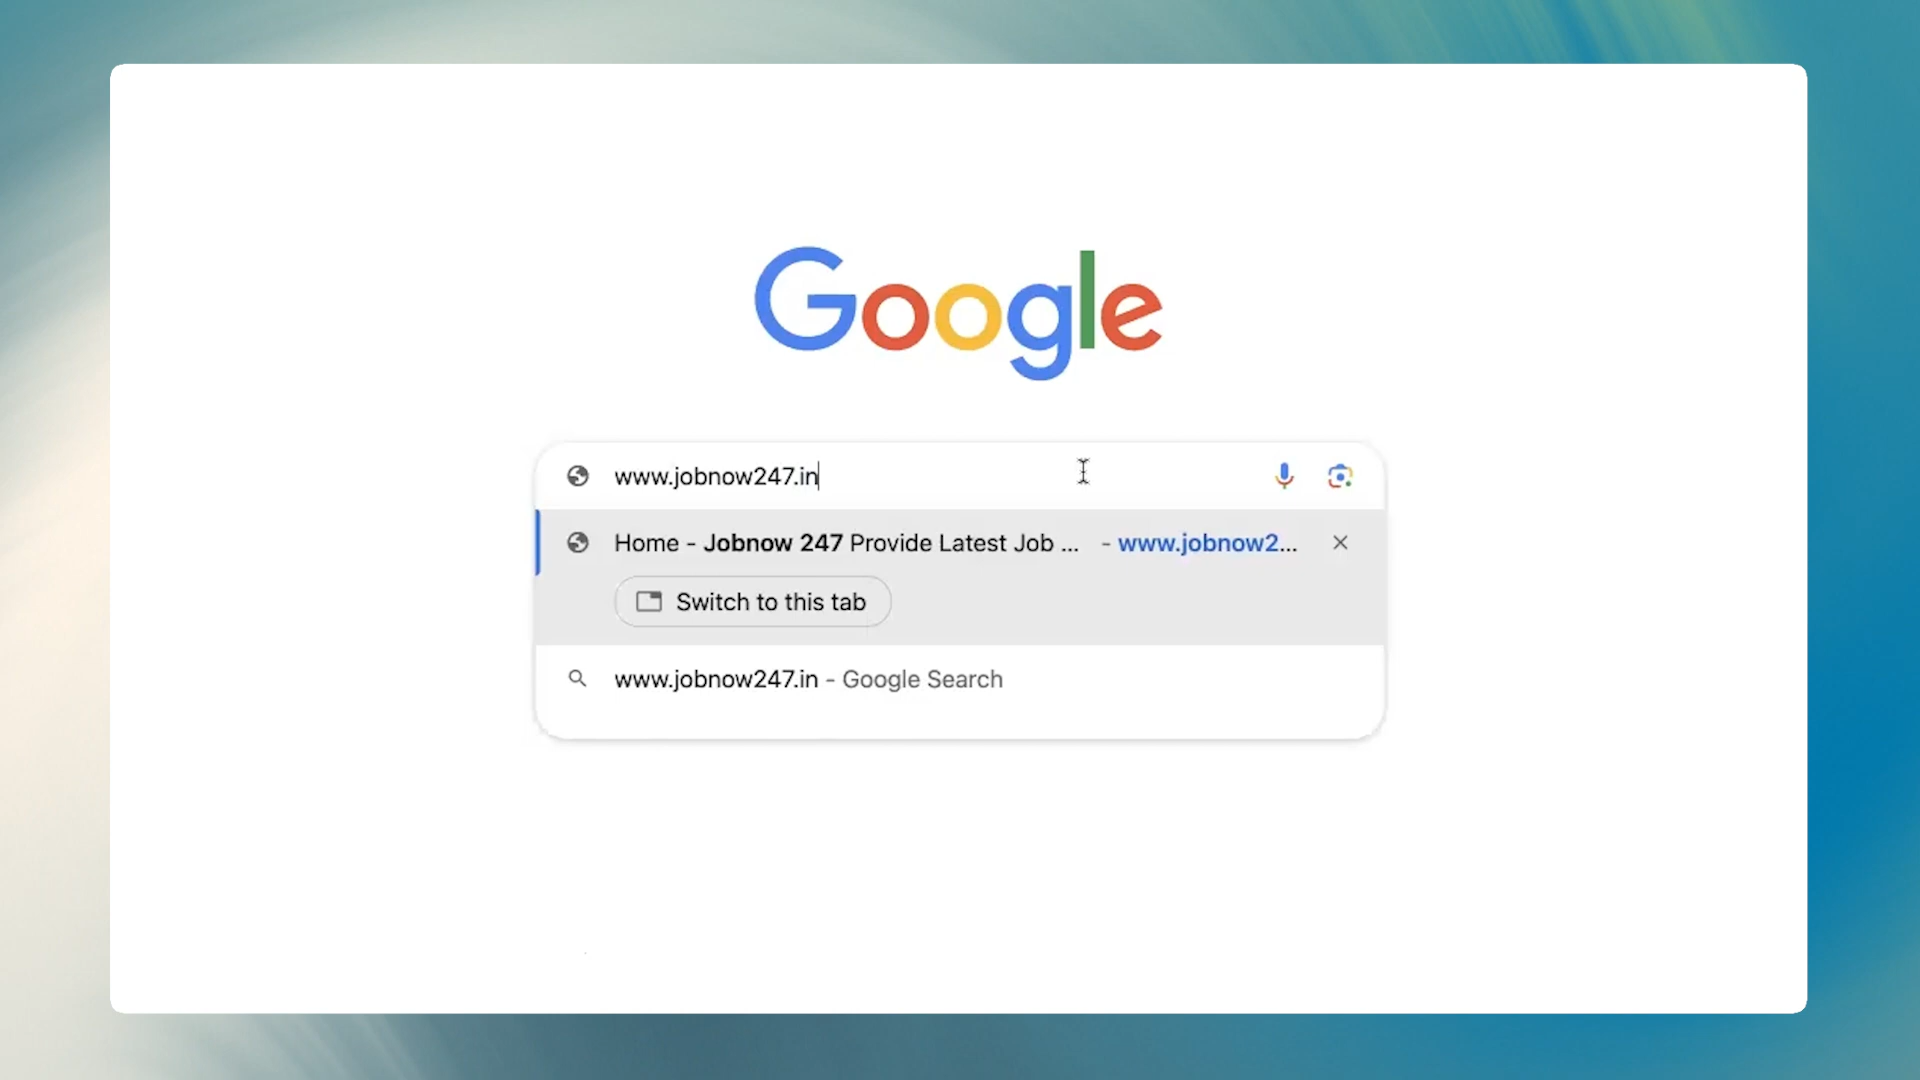 Google
www.jobnow247.in
Home - Jobnow 247 Provide Latest Job ... - www.jobnow2...
Switch to this tab
www.jobnow247.in - Google Search